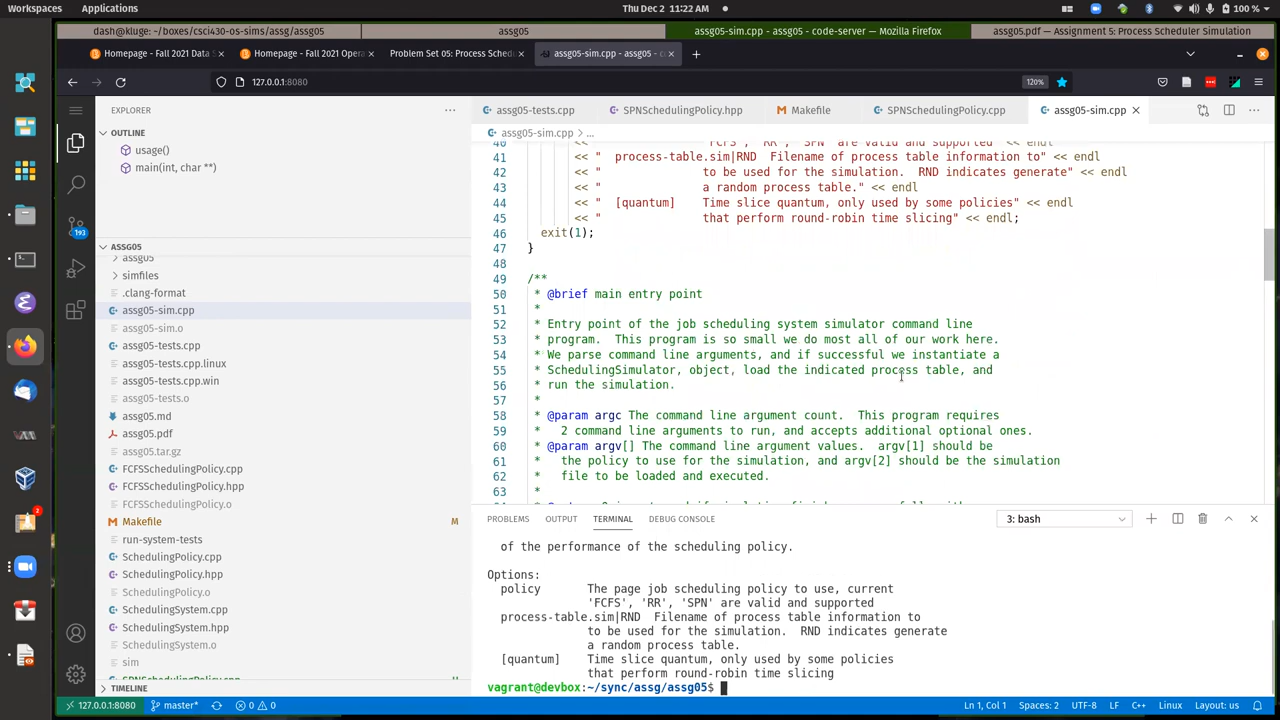 Workspaces Applications Thu Dec 2 11:22 AM 100 %
dash@kluge: ~/boxes/csci430-os-sims/assg/assg05 assg05 assg05-sim.cpp - assg05 - code-server — Mozilla Firefox assg05.pdf — Assignment 5: Process Scheduler Simulation
Homepage - Fall 2021 Data S Homepage - Fall 2021 Opera Problem Set 05: Process Schedu assg05-sim.cpp - assg05 - co
127.0.0.1:8080 120%
EXPLORER
OUTLINE
usage()
main(int, char **)
193
ASSG05
assg05
simfiles
.clang-format
assg05-sim.cpp
assg05-sim.o
assg05-tests.cpp
assg05-tests.cpp.linux
assg05-tests.cpp.win
assg05-tests.o
assg05.md
assg05.pdf
assg05.tar.gz
FCFSSchedulingPolicy.cpp
FCFSSchedulingPolicy.hpp
FCFSSchedulingPolicy.o
Makefile M
run-system-tests
SchedulingPolicy.cpp
SchedulingPolicy.hpp
SchedulingPolicy.o
SchedulingSystem.cpp
SchedulingSystem.hpp
SchedulingSystem.o
sim
TIMELINE
assg05-tests.cpp SPNSchedulingPolicy.hpp Makefile SPNSchedulingPolicy.cpp assg05-sim.cpp
assg05-sim.cpp > ...
40 << " 'FCFS', 'RR', 'SPN' are valid and supported" << endl
41 << " process-table.sim|RND Filename of process table information to" << endl
42 << " to be used for the simulation. RND indicates generate" << endl
43 << " a random process table." << endl
44 << " [quantum] Time slice quantum, only used by some policies" << endl
45 << " that perform round-robin time slicing" << endl;
46 exit(1);
47 }
48
49 /**
50 * @brief main entry point
51 *
52 * Entry point of the job scheduling system simulator command line
53 * program. This program is so small we do most all of our work here.
54 * We parse command line arguments, and if successful we instantiate a
55 * SchedulingSimulator, object, load the indicated process table, and
56 * run the simulation.
57 *
58 * @param argc The command line argument count. This program requires
59 * 2 command line arguments to run, and accepts additional optional ones.
60 * @param argv[] The command line argument values. argv[1] should be
61 * the policy to use for the simulation, and argv[2] should be the simulation
62 * file to be loaded and executed.
63 *
PROBLEMS OUTPUT TERMINAL DEBUG CONSOLE 3: bash
of the performance of the scheduling policy.
Options:
policy The page job scheduling policy to use, current
'FCFS', 'RR', 'SPN' are valid and supported
process-table.sim|RND Filename of process table information to
to be used for the simulation. RND indicates generate
a random process table.
[quantum] Time slice quantum, only used by some policies
that perform round-robin time slicing
vagrant@devbox:~/sync/assg/assg05$
127.0.0.1:8080 master* 0 0 Ln 1, Col 1 Spaces: 2 UTF-8 LF C++ Linux Layout: us